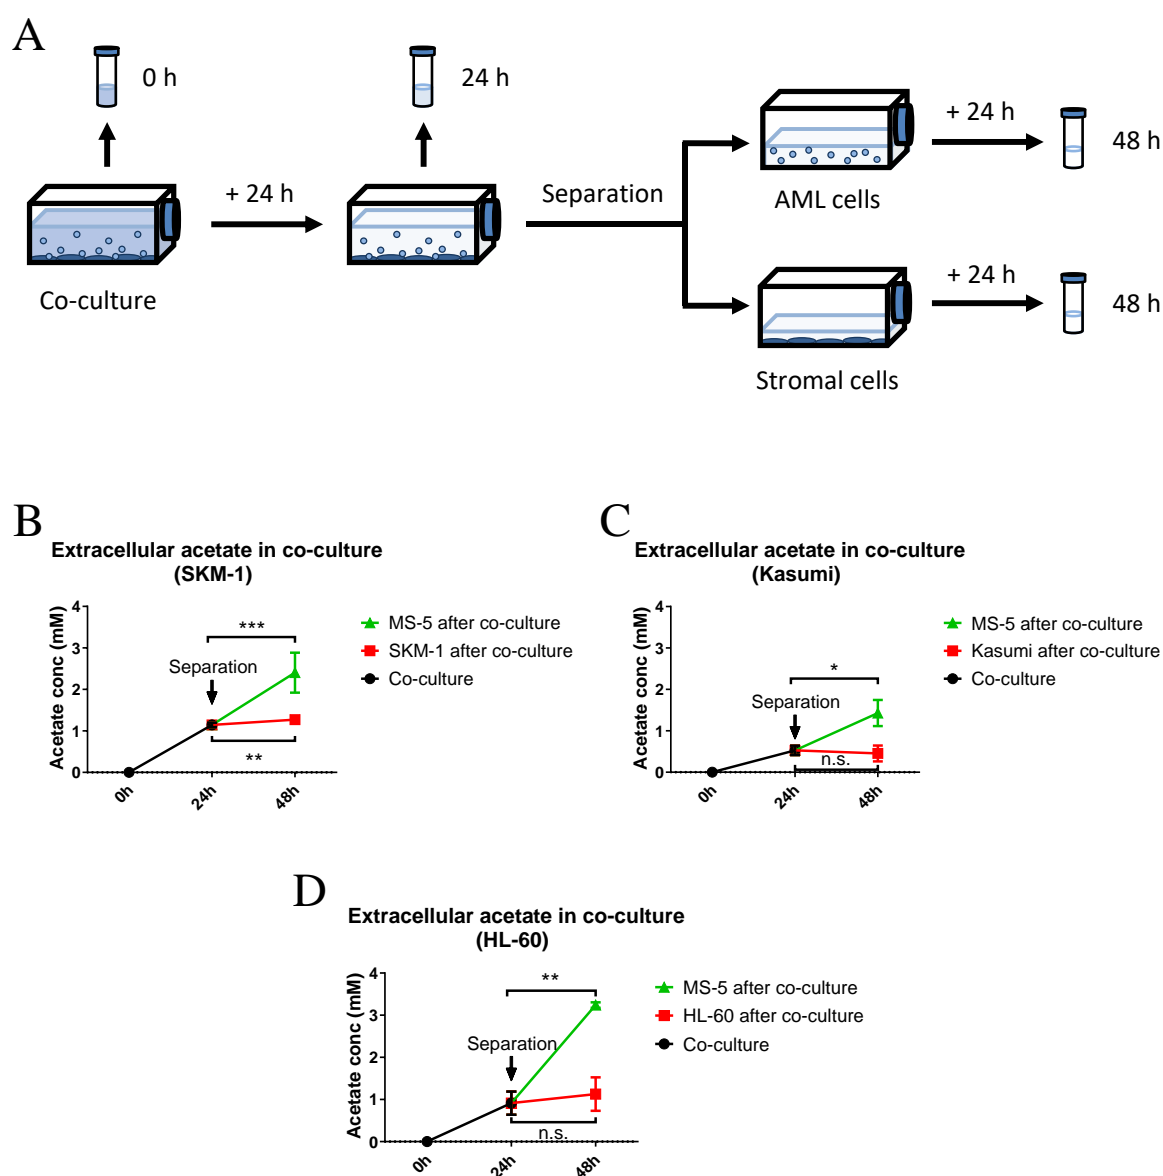 A
0 h
24 h
+ 24 h
48 h
+ 24 h
Separation
AML cells
Co-culture
+ 24 h
48 h
Stromal cells
B
Extracellular acetate in co-culture
(SKM-1)
Acetate conc (mM)
4
3
2
1
0
***
Separation
**
0h
24h
48h
MS-5 after co-culture
SKM-1 after co-culture
Co-culture
C
Extracellular acetate in co-culture
(Kasumi)
Acetate conc (mM)
4
3
2
1
0
*
Separation
n.s.
0h
24h
48h
MS-5 after co-culture
Kasumi after co-culture
Co-culture
D
Extracellular acetate in co-culture
(HL-60)
Acetate conc (mM)
4
3
2
1
0
**
Separation
n.s.
0h
24h
48h
MS-5 after co-culture
HL-60 after co-culture
Co-culture